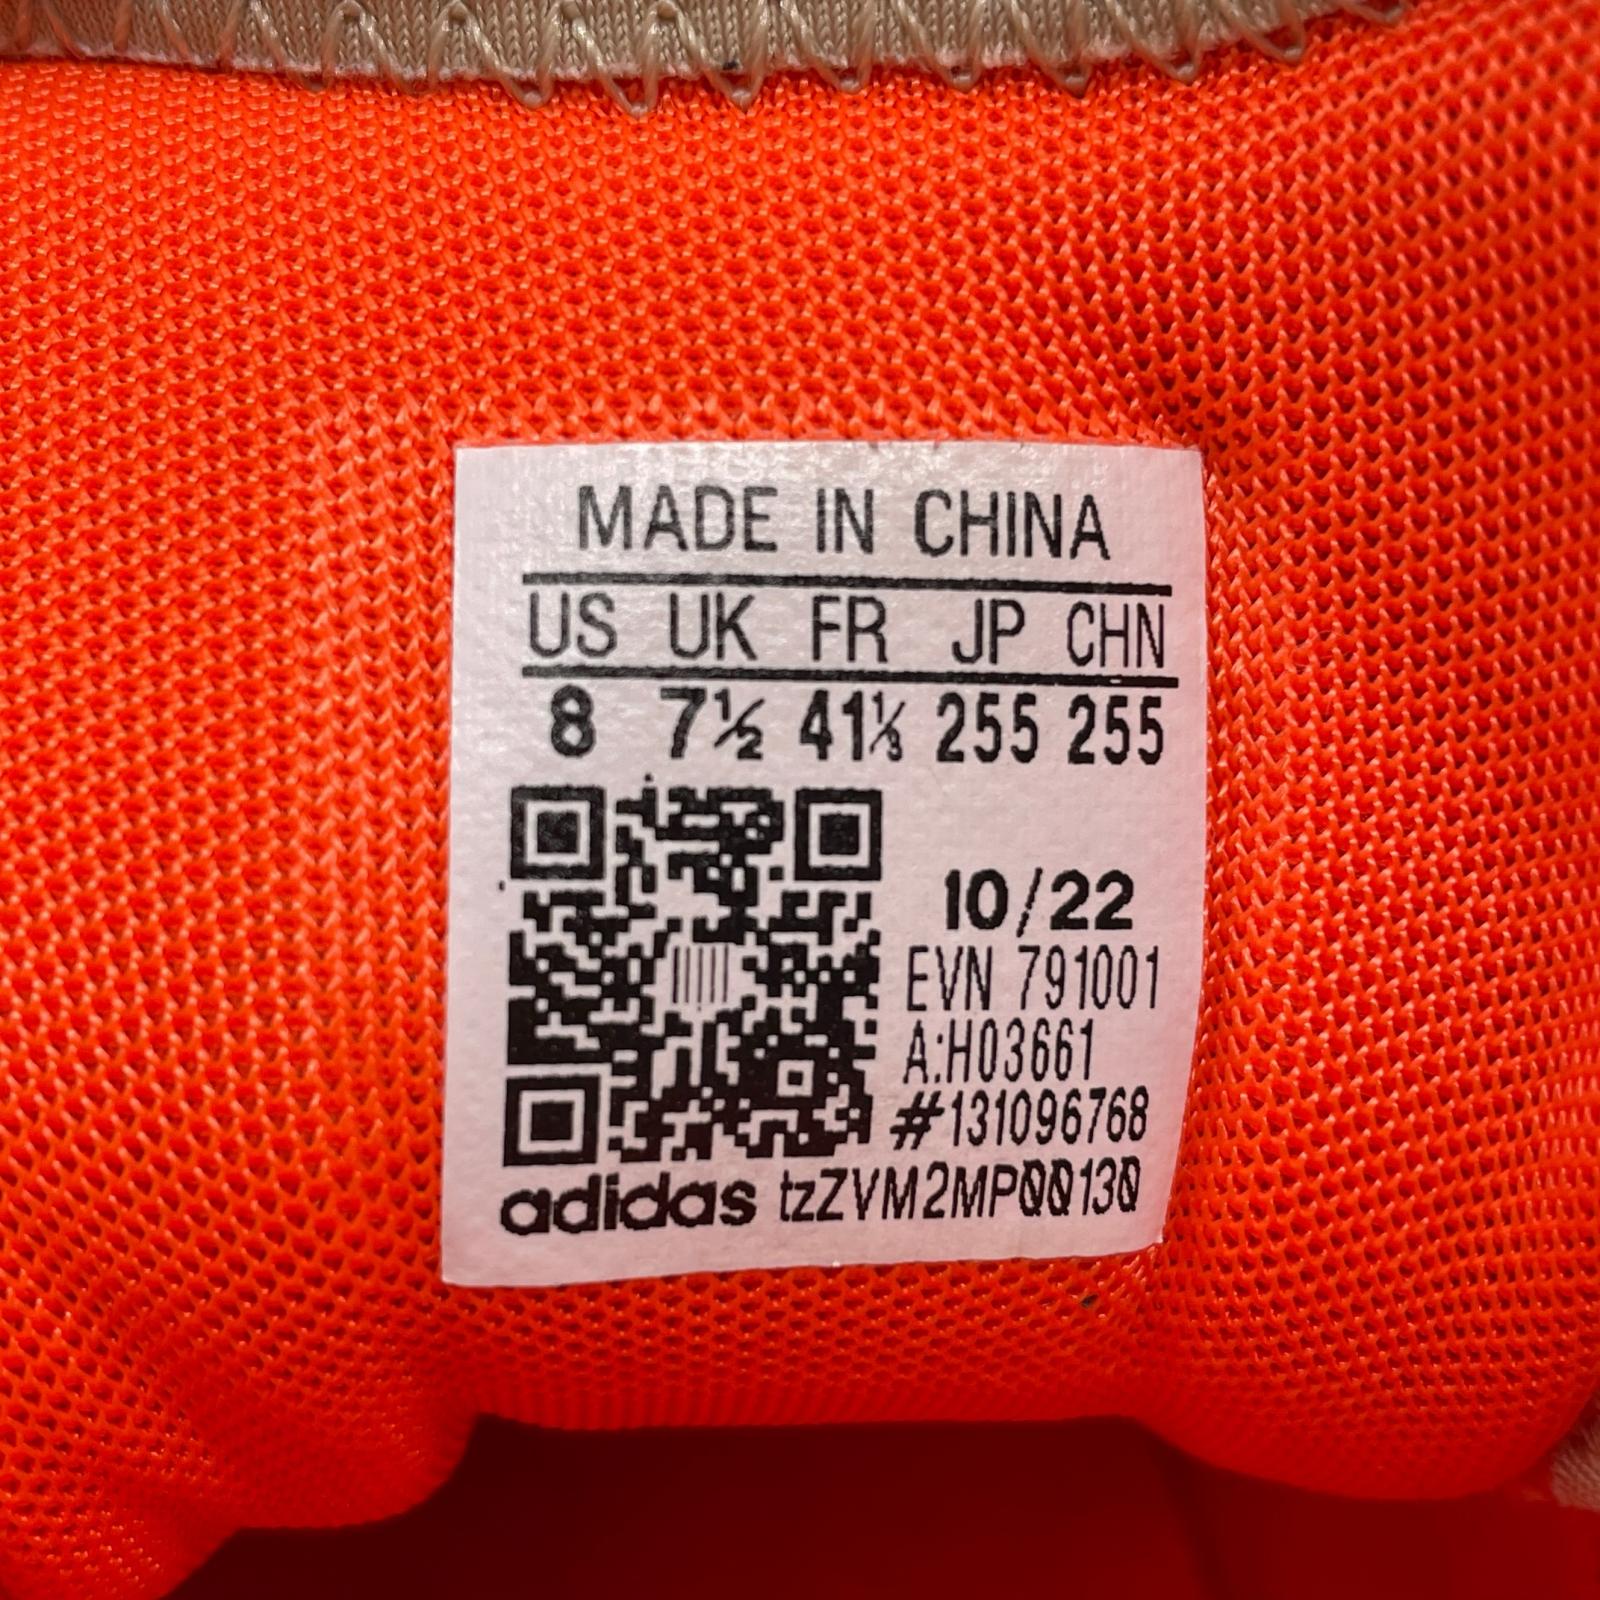 MADE IN CHINA
US UK FR JP CHN
8 7½ 41⅓ 255 255
10/22
EVN 791001
A:H03661
#131096768
adidas tzZVM2MP00130